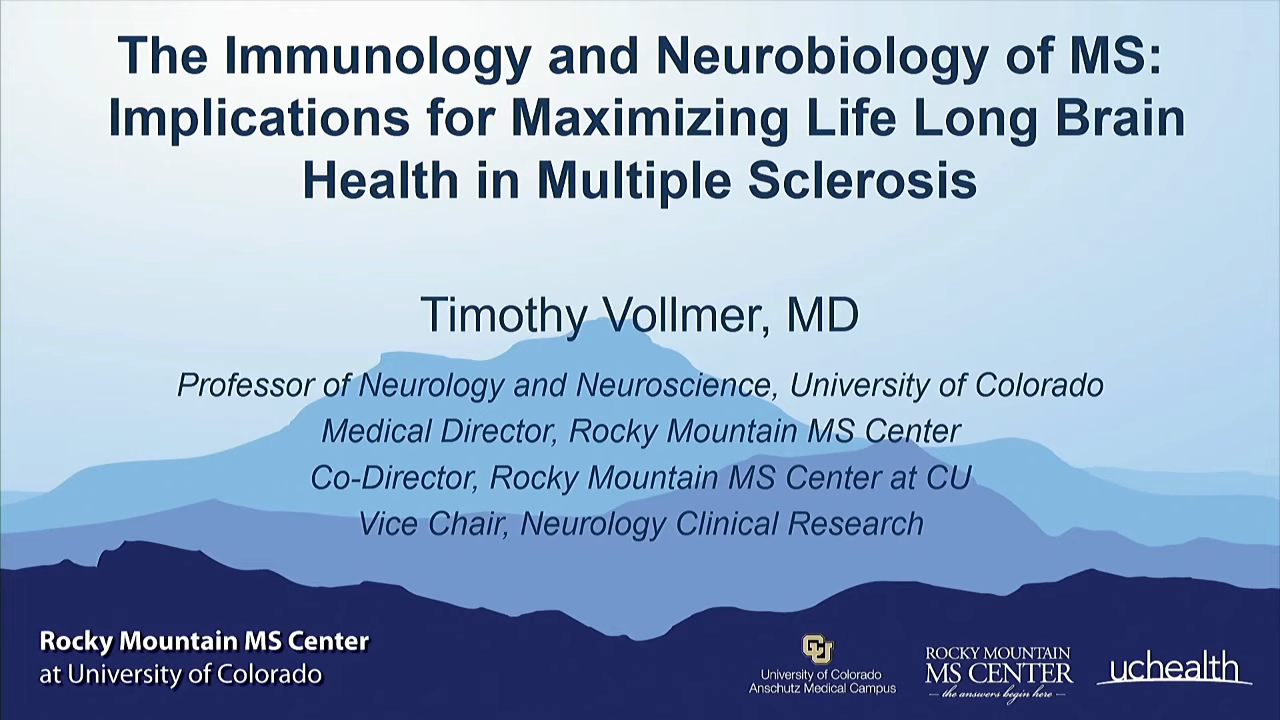 The Immunology and Neurobiology of MS:
Implications for Maximizing Life Long Brain
Health in Multiple Sclerosis
Timothy Vollmer, MD
Professor of Neurology and Neuroscience, University of Colorado
Medical Director, Rocky Mountain MS Center
Co-Director, Rocky Mountain MS Center at CU
Vice Chair, Neurology Clinical Research
Rocky Mountain MS Center
at University of Colorado
CU
University of Colorado
Anschutz Medical Campus
ROCKY MOUNTAIN
MS CENTER
— the answers begin here —
uchealth